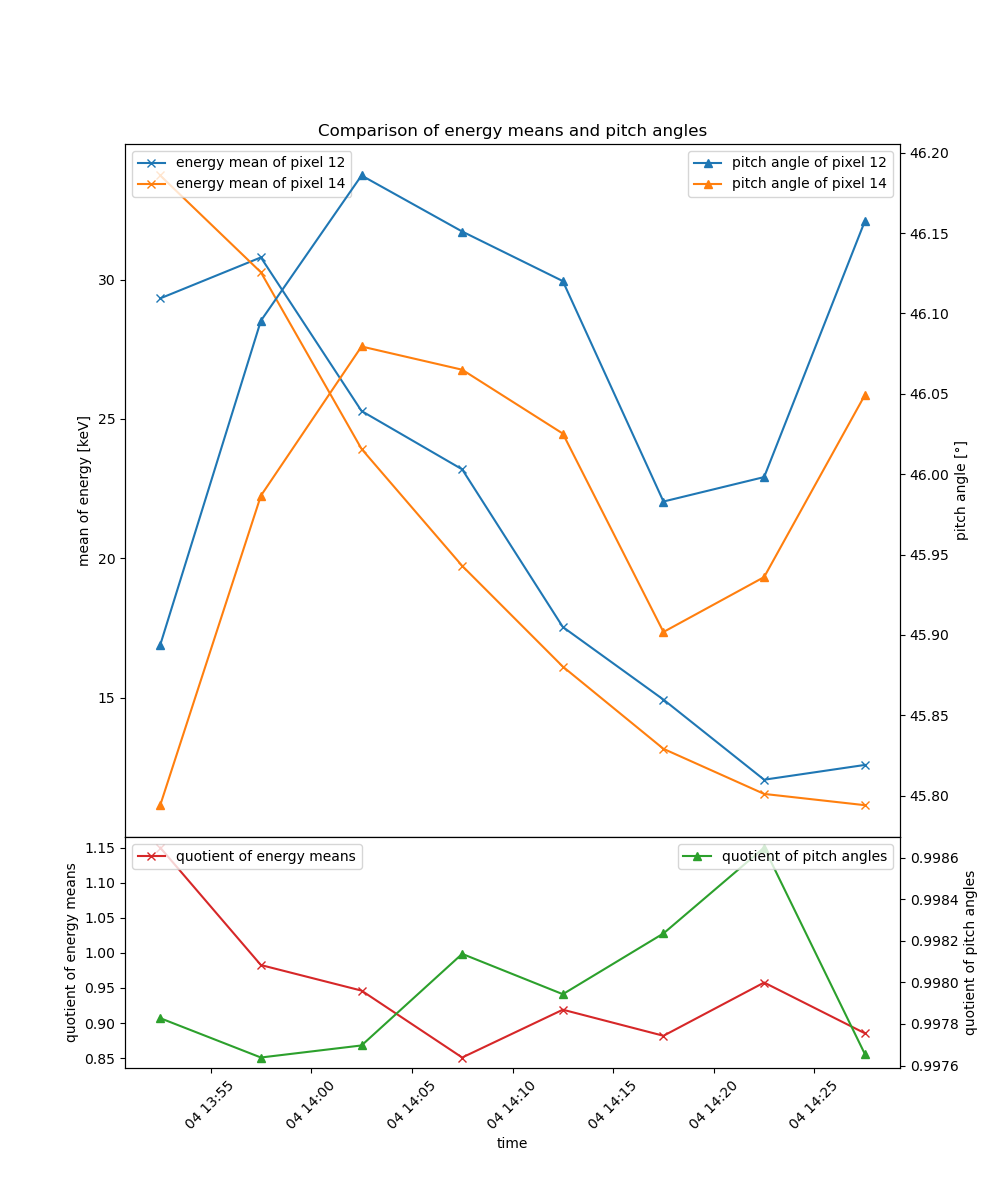 Comparison of energy means and pitch angles
energy mean of pixel 12
energy mean of pixel 14
pitch angle of pixel 12
pitch angle of pixel 14
mean of energy [keV]
30
25
20
15
46.20
46.15
46.10
46.05
46.00
45.95
45.90
45.85
45.80
pitch angle [°]
quotient of energy means
quotient of pitch angles
quotient of energy means
1.15
1.10
1.05
1.00
0.95
0.90
0.85
0.9986
0.9984
0.9982
0.9980
0.9978
0.9976
quotient of pitch angles
04 13:55
04 14:00
04 14:05
04 14:10
04 14:15
04 14:20
04 14:25
time